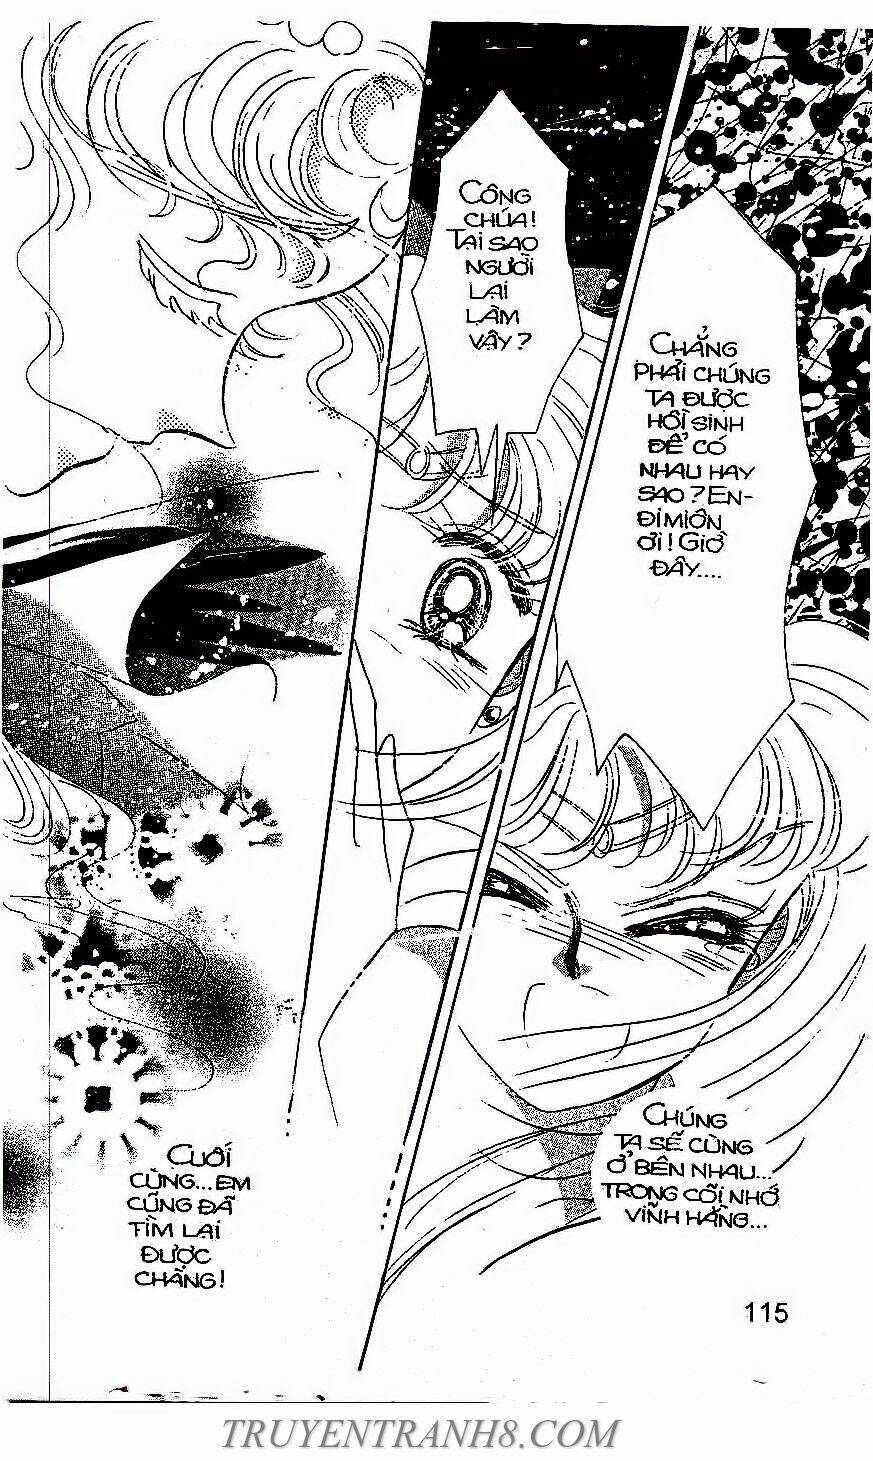 CHẲNG
PHẢI CHÚNG
TA ĐƯỢC
HỒI SINH
ĐỂ CÓ
NHAU HAY
SAO? EN-
ĐIMIÔN
ƠI! GIỜ
ĐÂY....
CÔNG
CHÚA!
TẠI SAO
NGƯỜI
LẠI
LÀM
VẬY?
CHÚNG
TA SẼ CÙNG
Ở BÊN NHAU...
TRONG CÕI NHỚ
VĨNH HẰNG...
CUỐI
CÙNG...EM
CŨNG ĐÃ
TÌM LẠI
ĐƯỢC
CHÀNG!
115
TRUYENTRANH8.COM